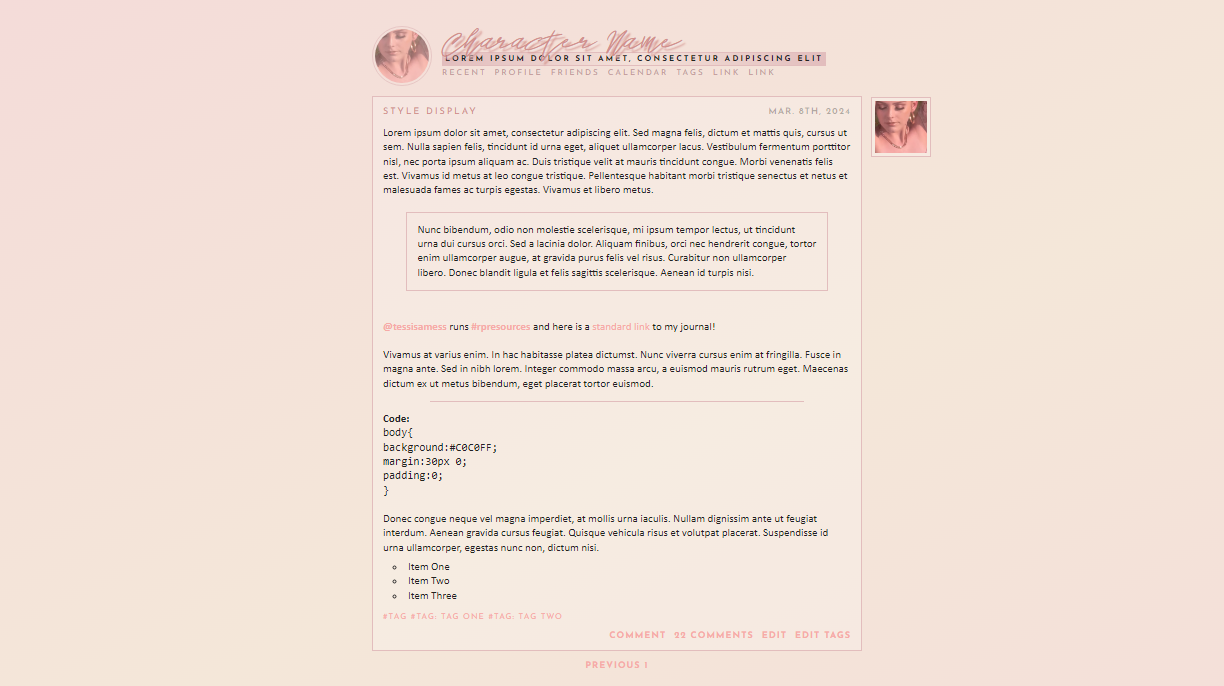 Character Name
LOREM IPSUM DOLOR SIT AMET, CONSECTETUR ADIPISCING ELIT
RECENT PROFILE FRIENDS CALENDAR TAGS LINK LINK
STYLE DISPLAY
MAR. 8TH, 2024
Lorem ipsum dolor sit amet, consectetur adipiscing elit. Sed magna felis, dictum et mattis quis, cursus ut
sem. Nulla sapien felis, tincidunt id urna eget, aliquet ullamcorper lacus. Vestibulum fermentum porttitor
nisl, nec porta ipsum aliquam ac. Duis tristique velit at mauris tincidunt congue. Morbi venenatis felis
est. Vivamus id metus at leo congue tristique. Pellentesque habitant morbi tristique senectus et netus et
malesuada fames ac turpis egestas. Vivamus et libero metus.
Nunc bibendum, odio non molestie scelerisque, mi ipsum tempor lectus, ut tincidunt
urna dui cursus orci. Sed a lacinia dolor. Aliquam finibus, orci nec hendrerit congue, tortor
enim ullamcorper augue, at gravida purus felis vel risus. Curabitur non ullamcorper
libero. Donec blandit ligula et felis sagittis scelerisque. Aenean id turpis nisi.
@tessisamess runs #rpresources and here is a standard link to my journal!
Vivamus at varius enim. In hac habitasse platea dictumst. Nunc viverra cursus enim at fringilla. Fusce in
magna ante. Sed in nibh lorem. Integer commodo massa arcu, a euismod mauris rutrum eget. Maecenas
dictum ex ut metus bibendum, eget placerat tortor euismod.
Code:
body{
background:#C0C0FF;
margin:30px 0;
padding:0;
}
Donec congue neque vel magna imperdiet, at mollis urna iaculis. Nullam dignissim ante ut feugiat
interdum. Aenean gravida cursus feugiat. Quisque vehicula risus et volutpat placerat. Suspendisse id
urna ullamcorper, egestas nunc non, dictum nisi.
Item One
Item Two
Item Three
#TAG #TAG: TAG ONE #TAG: TAG TWO
COMMENT 22 COMMENTS EDIT EDIT TAGS
PREVIOUS 1